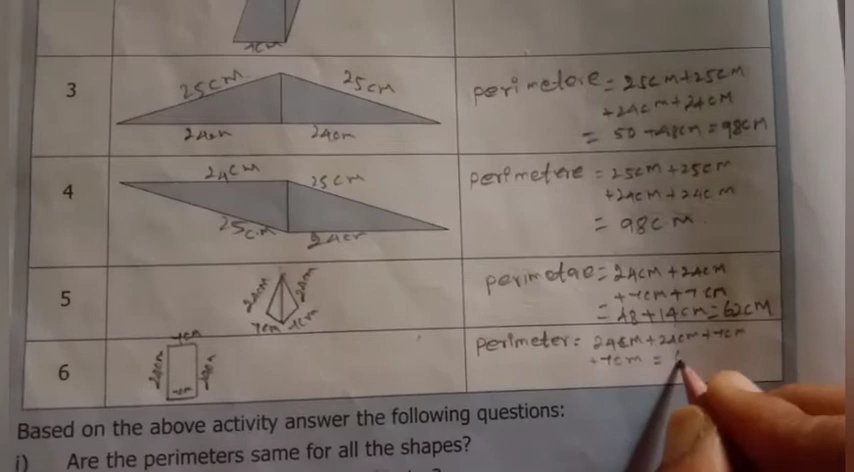 7cm
3
25cm
25cm
24cm
24cm
perimetere = 25cm+25cm
+24cm+24cm
= 50+48cm=98cm
4
24cm
25cm
25cm
24cm
perimetere = 25cm+25cm
+24cm+24cm
= 98cm
5
24cm
24cm
7cm
7cm
perimetae= 24cm+24cm
+7cm+7cm
= 48+14cm=62cm
6
7cm
24cm
24cm
7cm
perimeter= 24cm+24cm+7cm
+7cm =
Based on the above activity answer the following questions:
i) Are the perimeters same for all the shapes?